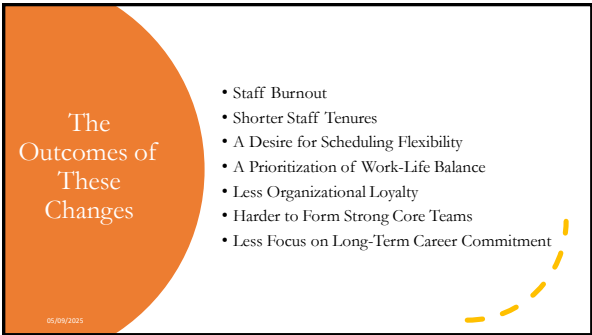 The
Outcomes of
These
Changes
• Staff Burnout
• Shorter Staff Tenures
• A Desire for Scheduling Flexibility
• A Prioritization of Work-Life Balance
• Less Organizational Loyalty
• Harder to Form Strong Core Teams
• Less Focus on Long-Term Career Commitment
05/09/2025